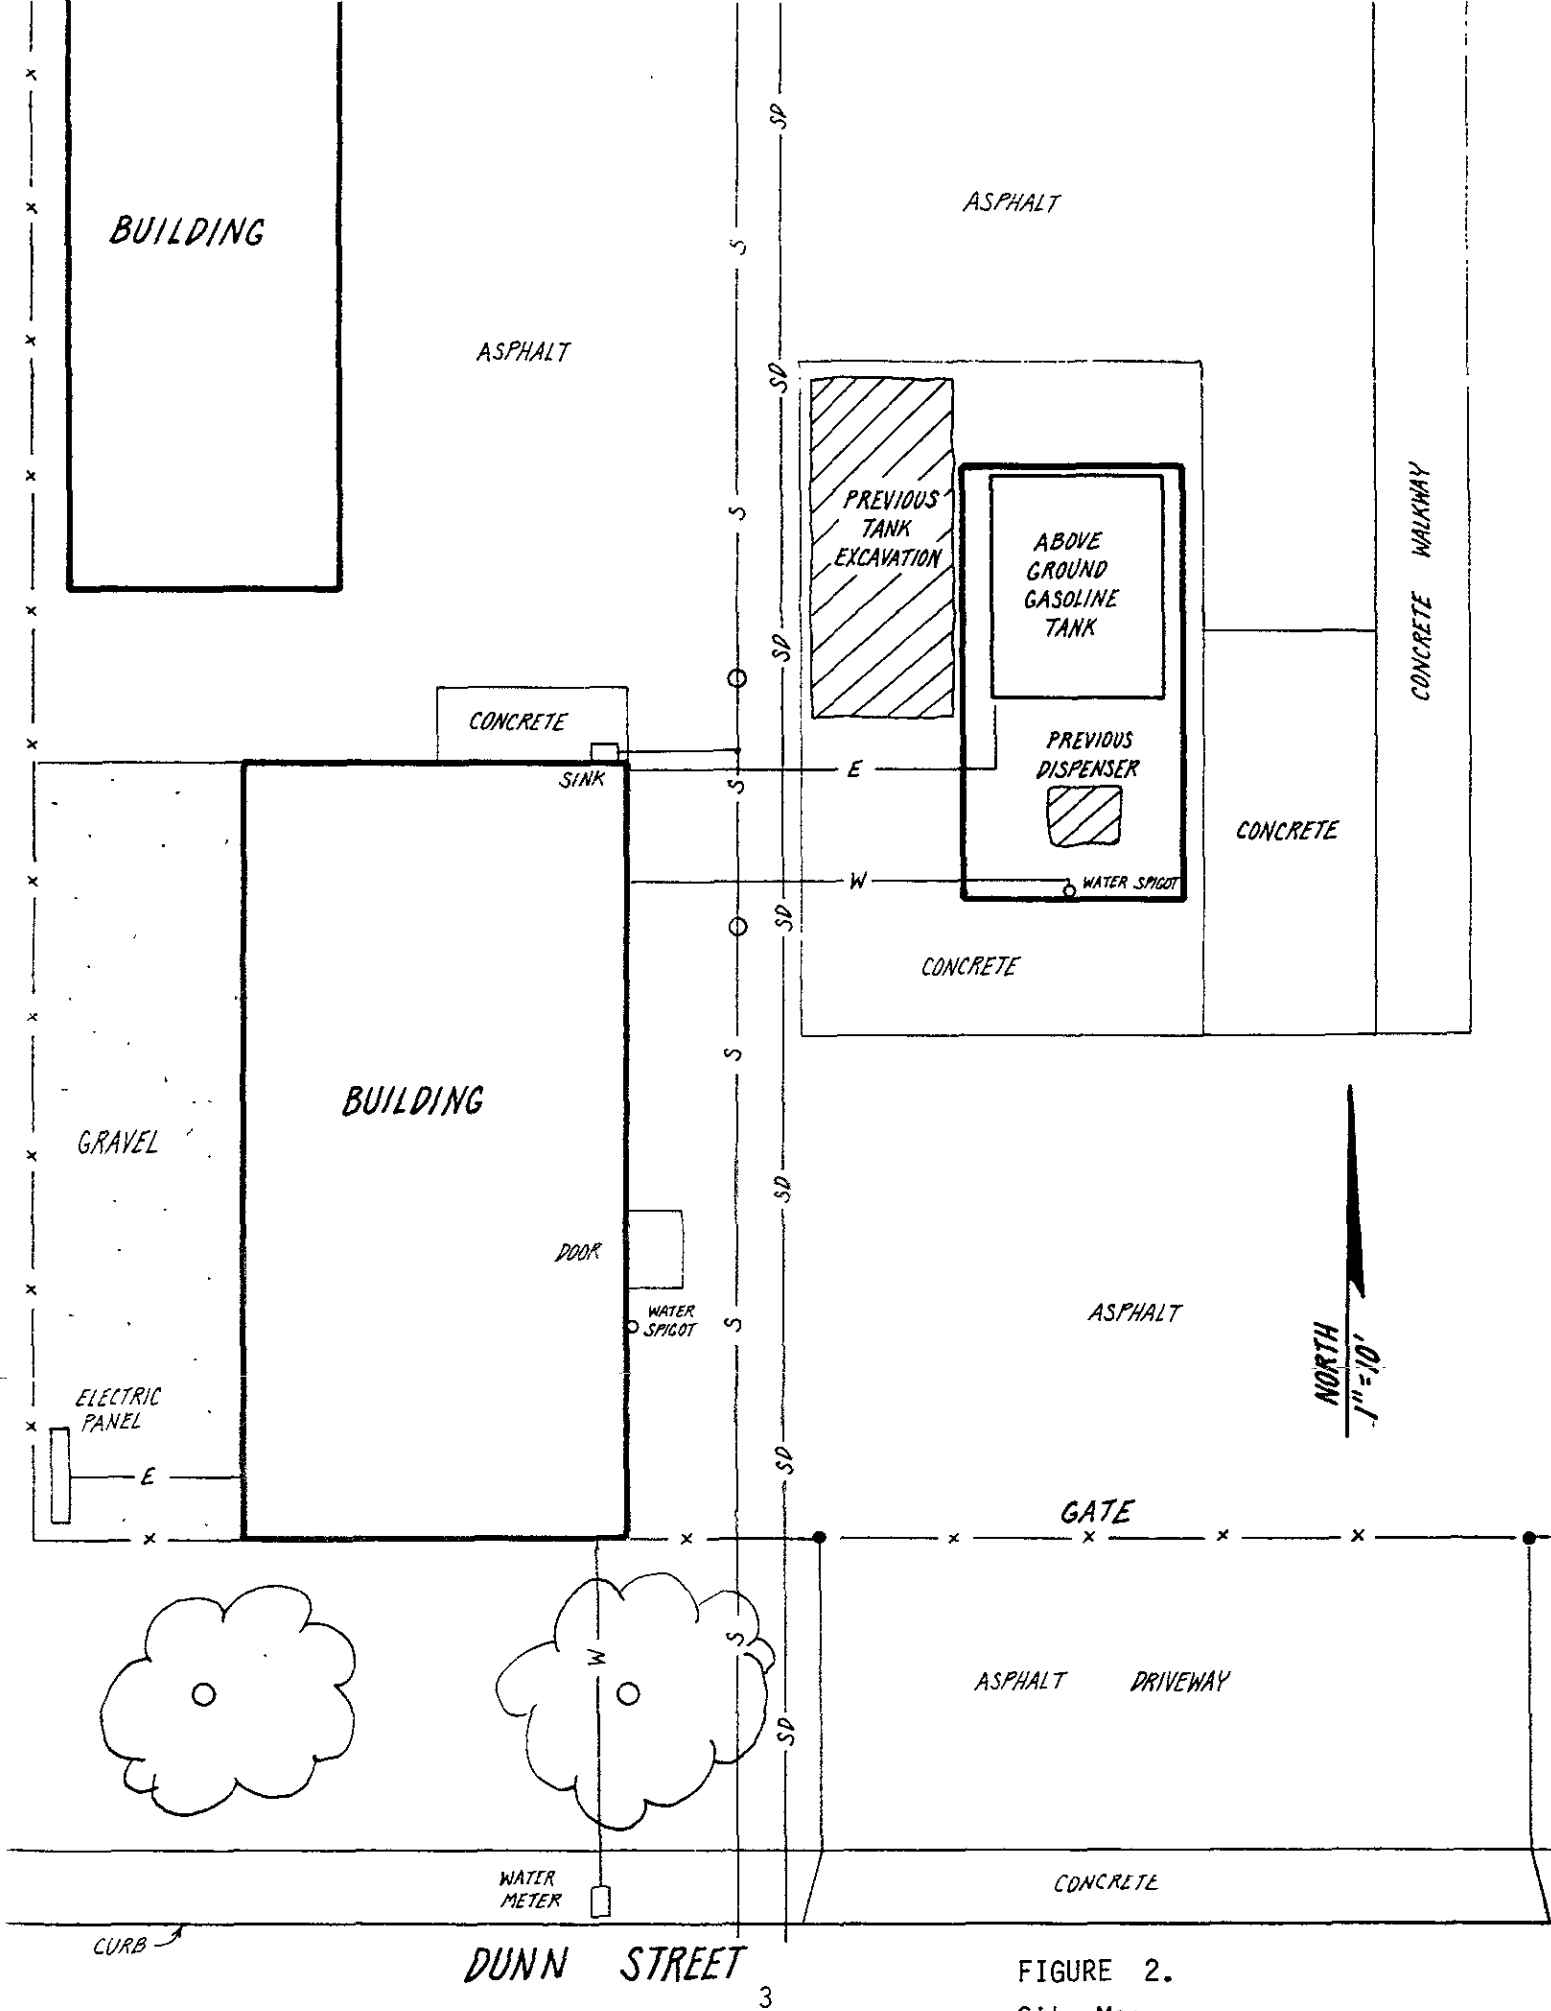 BUILDING
ASPHALT
ASPHALT
S
S
S
S
S
S
SD
SD
SD
SD
SD
SD
SD
PREVIOUS
TANK
EXCAVATION
ABOVE
GROUND
GASOLINE
TANK
CONCRETE WALKWAY
CONCRETE
SINK
E
PREVIOUS
DISPENSER
CONCRETE
W
WATER SPIGOT
CONCRETE
BUILDING
GRAVEL
DOOR
WATER
SPIGOT
ASPHALT
NORTH
1"=10'
ELECTRIC
PANEL
E
GATE
W
ASPHALT DRIVEWAY
WATER
METER
CONCRETE
CURB
DUNN STREET
FIGURE 2.
3